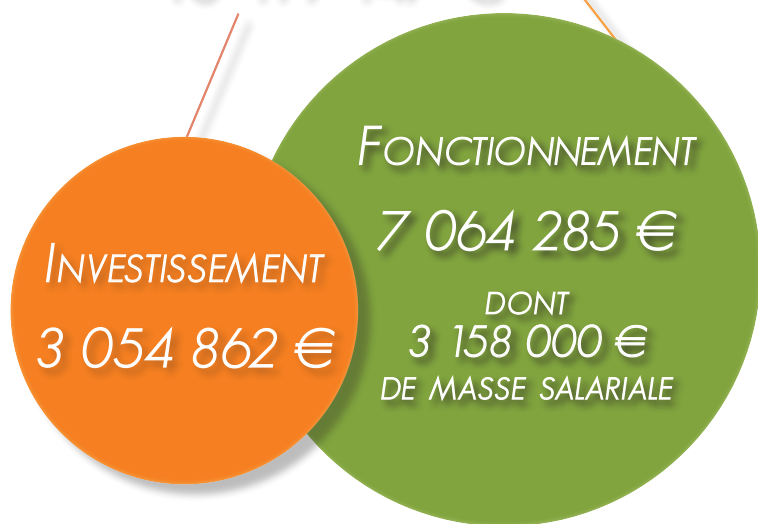 INVESTISSEMENT
3 054 862 €
FONCTIONNEMENT
7 064 285 €
DONT
3 158 000 €
DE MASSE SALARIALE